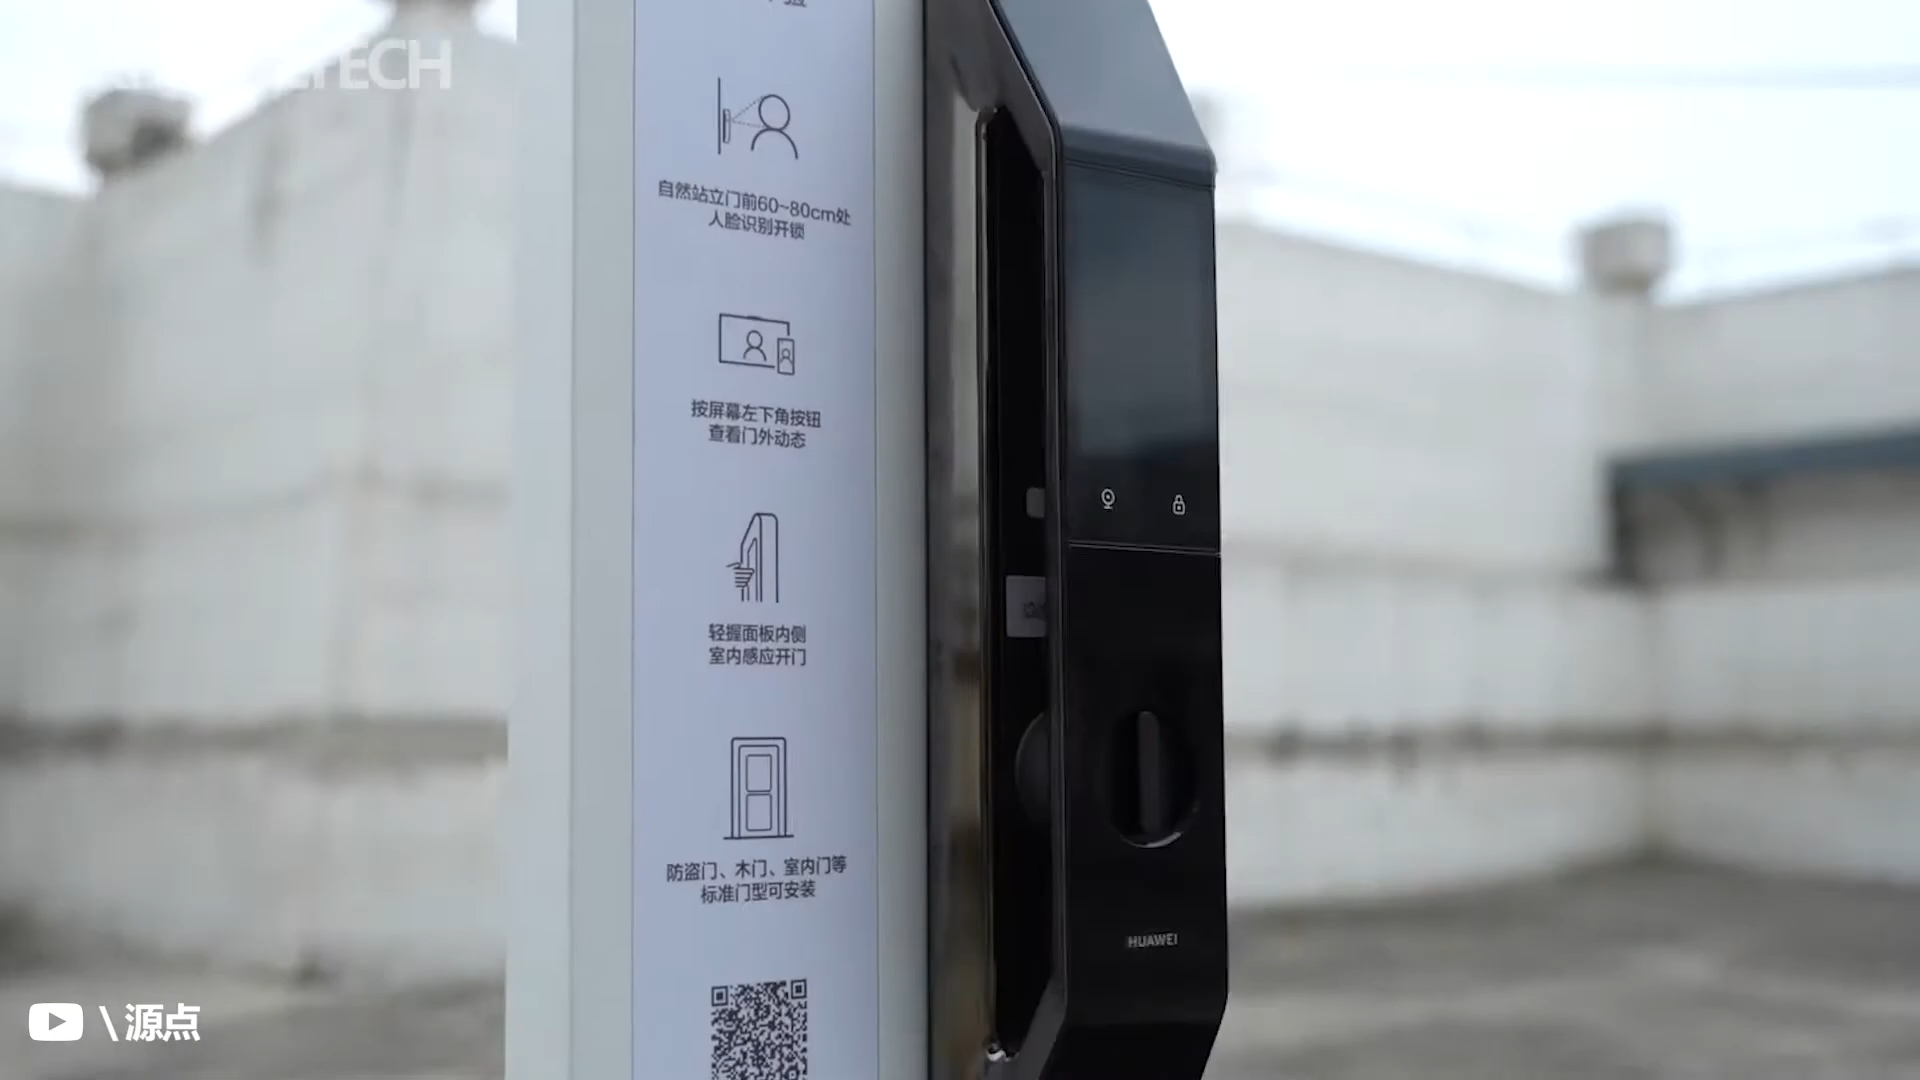 TECH
自然站立门前60~80cm处
人脸识别开锁
按屏幕左下角按钮
查看门外动态
轻握面板内侧
室内感应开门
防盗门、木门、室内门等
标准门型可安装
HUAWEI
\源点